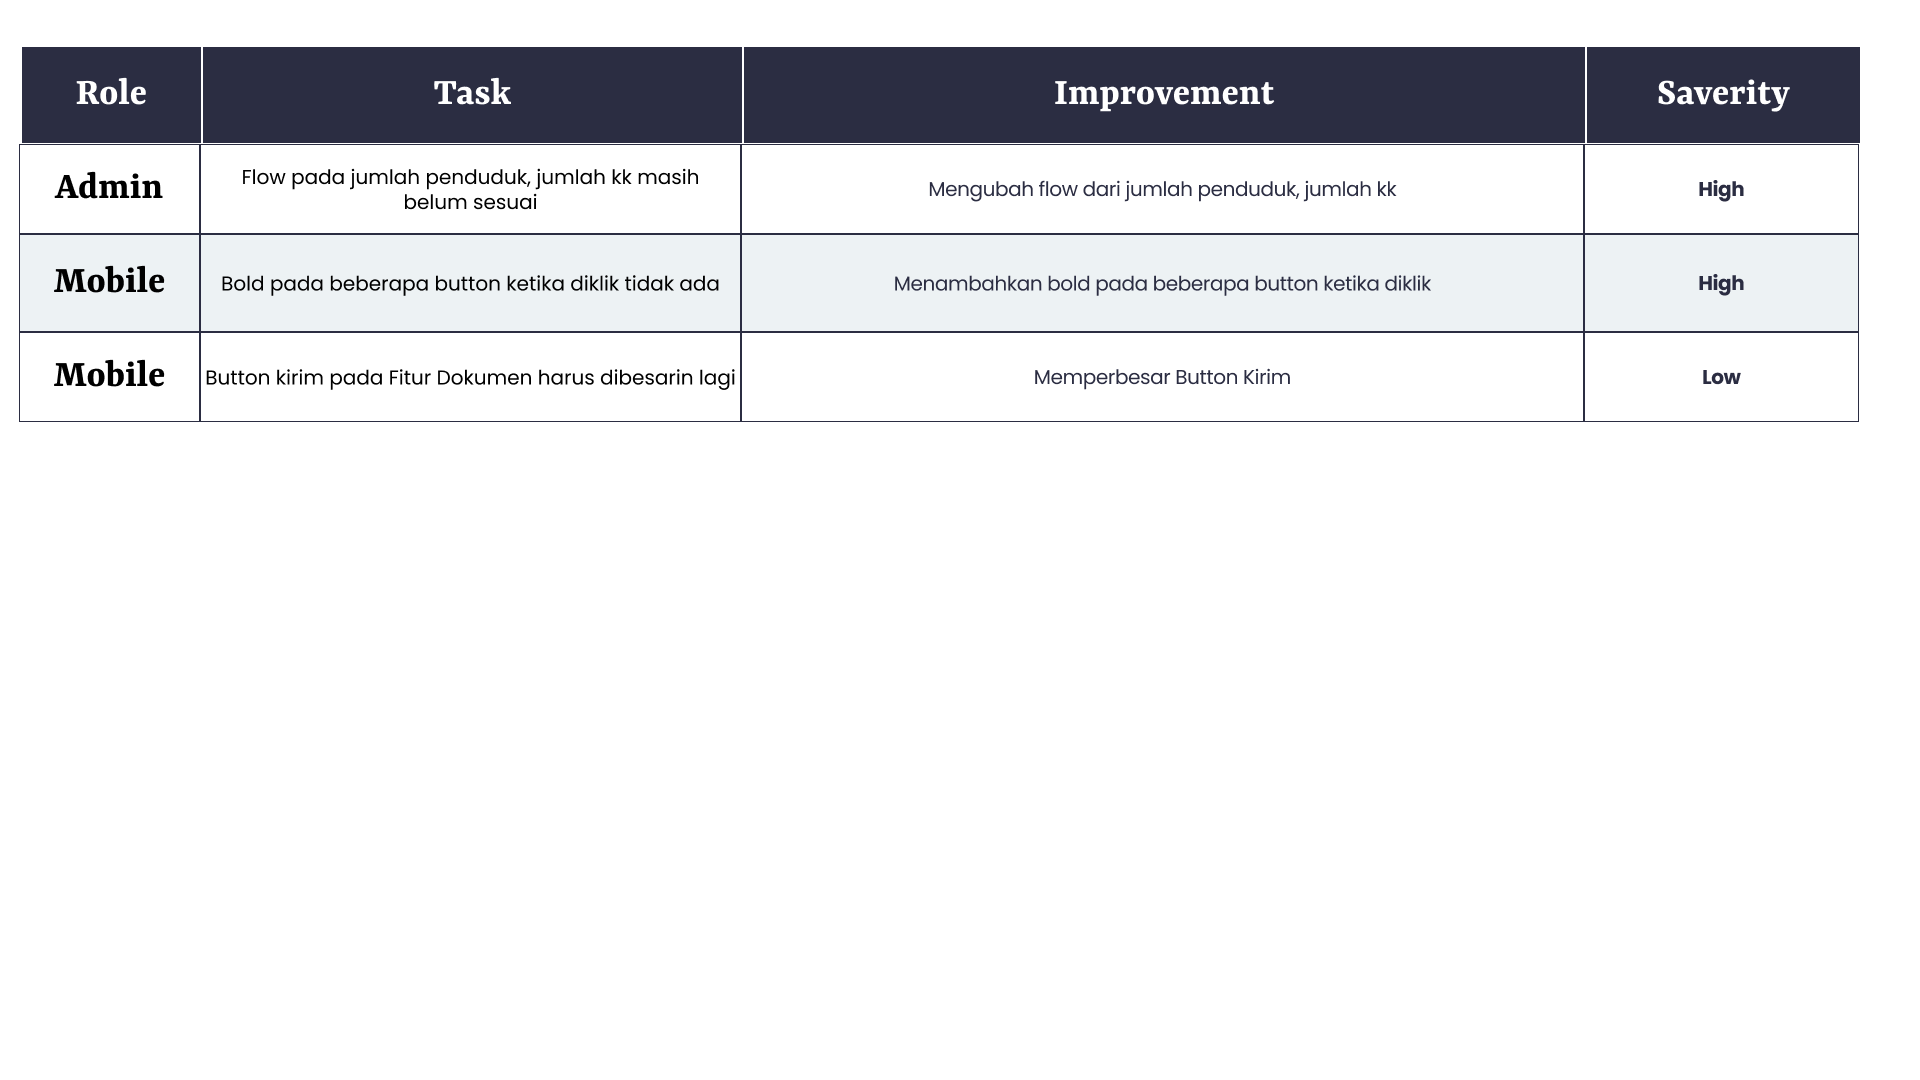 Role Task Improvement Saverity
Admin
Flow pada jumlah penduduk, jumlah kk masih
belum sesuai
Mengubah flow dari jumlah penduduk, jumlah kk
High
Mobile
Bold pada beberapa button ketika diklik tidak ada
Menambahkan bold pada beberapa button ketika diklik
High
Mobile
Button kirim pada Fitur Dokumen harus dibesarin lagi
Memperbesar Button Kirim
Low